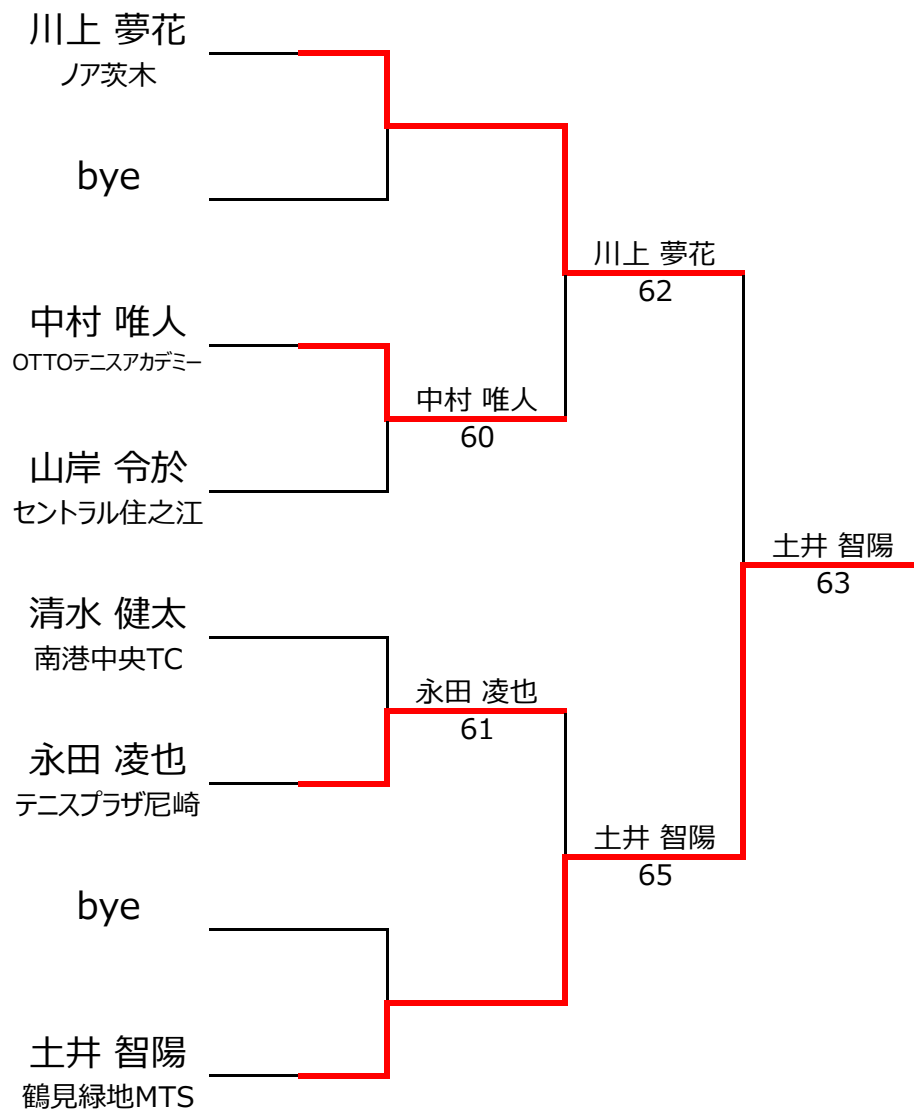 川上 夢花
ノア茨木
bye
川上 夢花
62
中村 唯人
OTTOテニスアカデミー
中村 唯人
60
山岸 令於
セントラル住之江
土井 智陽
63
清水 健太
南港中央TC
永田 凌也
61
永田 凌也
テニスプラザ尼崎
土井 智陽
65
bye
土井 智陽
鶴見緑地MTS